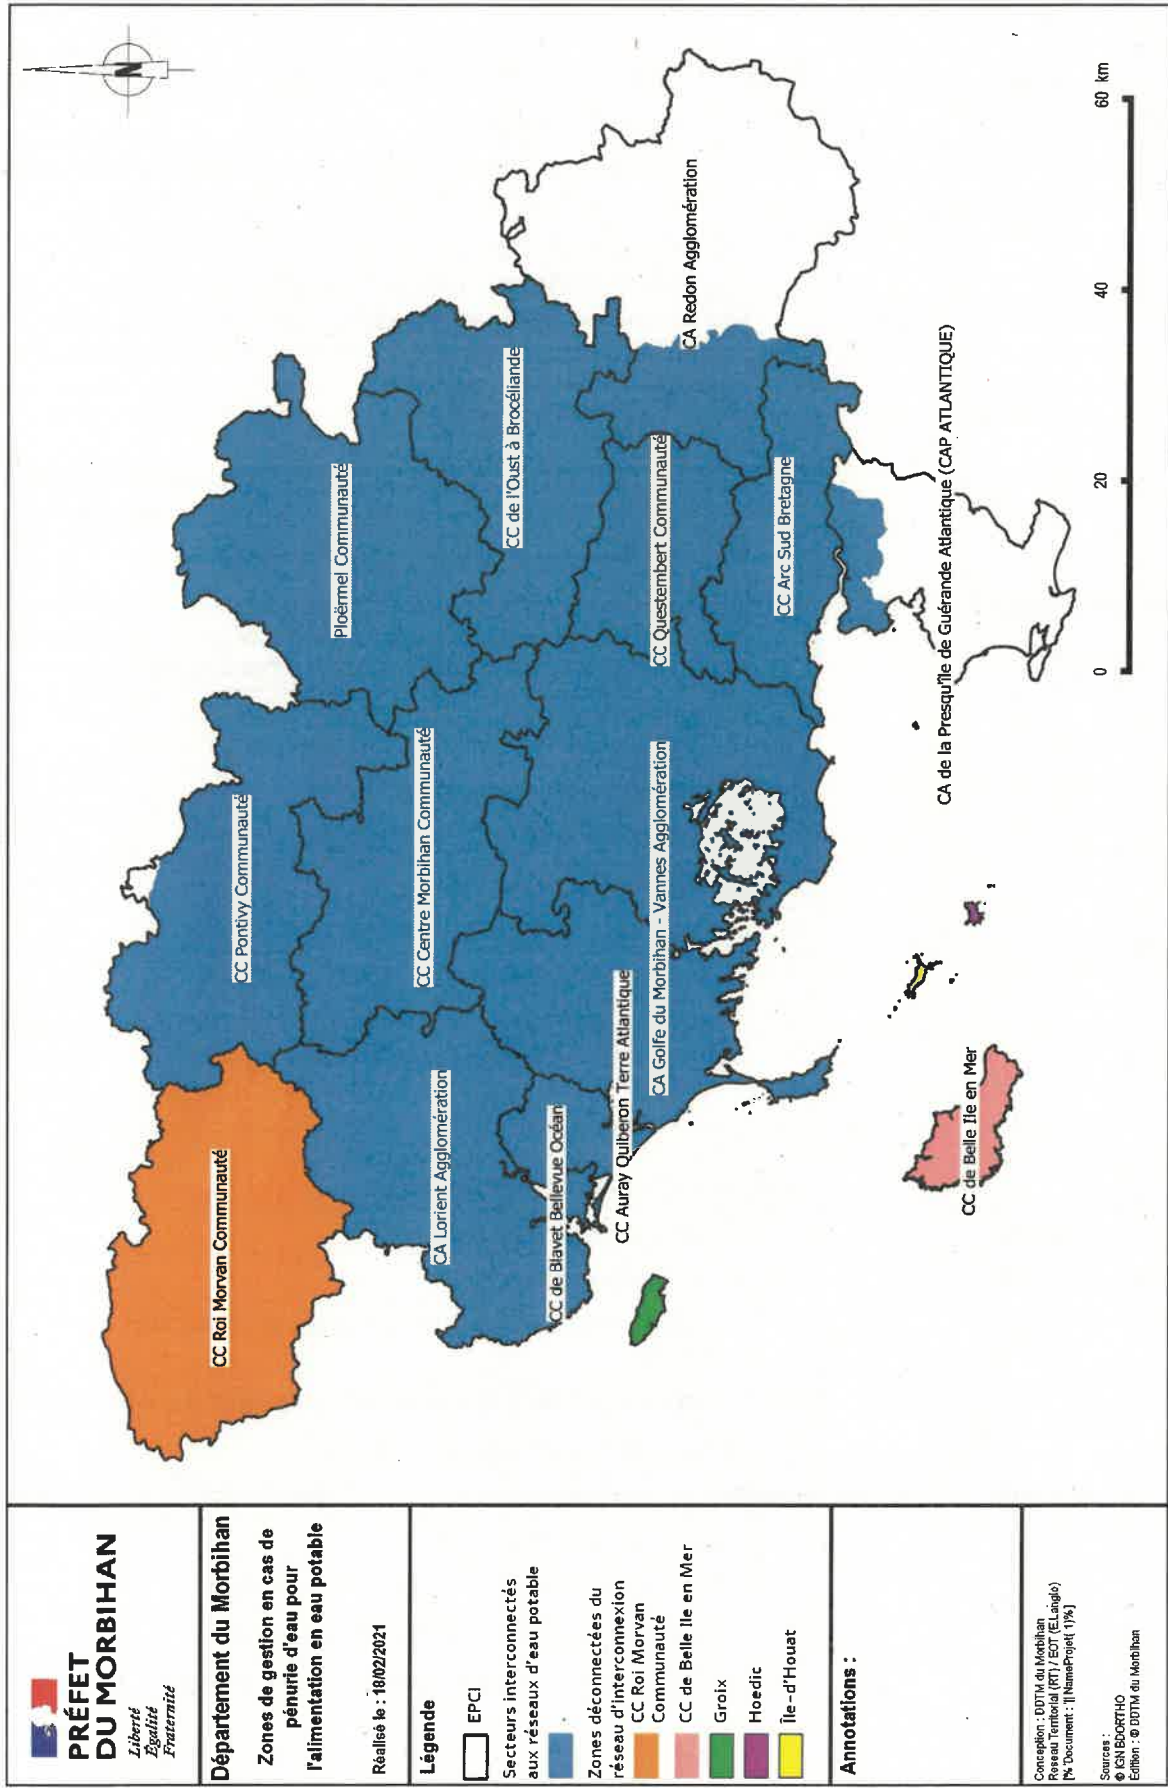 PRÉFET
DU MORBIHAN
Liberté
Égalité
Fraternité
Département du Morbihan
Zones de gestion en cas de
pénurie d'eau pour
l'alimentation en eau potable
Réalisé le : 18/02/2021
Légende
EPCI
Secteurs interconnectés
aux réseaux d'eau potable
Zones déconnectées du
réseau d'interconnexion
CC Roi Morvan
Communauté
CC de Belle Ile en Mer
Groix
Hoedic
Île-d'Houat
Annotations :
Conception : DDTM du Morbihan
Reseau Territorial (RT) / EOT (E.Langlo)
Sources :
© IGN BDORTHO
Édition : © DDTM du Morbihan
N
CC Roi Morvan Communauté
CC Pontivy Communauté
Ploërmel Communauté
CA Lorient Agglomération
CC Centre Morbihan Communauté
CC de l'Oust à Brocéliande
CC de Blavet Bellevue Océan
CC Auray Quiberon Terre Atlantique
CA Golfe du Morbihan - Vannes Agglomération
CC Questembert Communauté
CA Redon Agglomération
CC Arc Sud Bretagne
CA de la Presqu'île de Guérande Atlantique (CAP ATLANTIQUE)
CC de Belle Ile en Mer
0 20 40 60 km